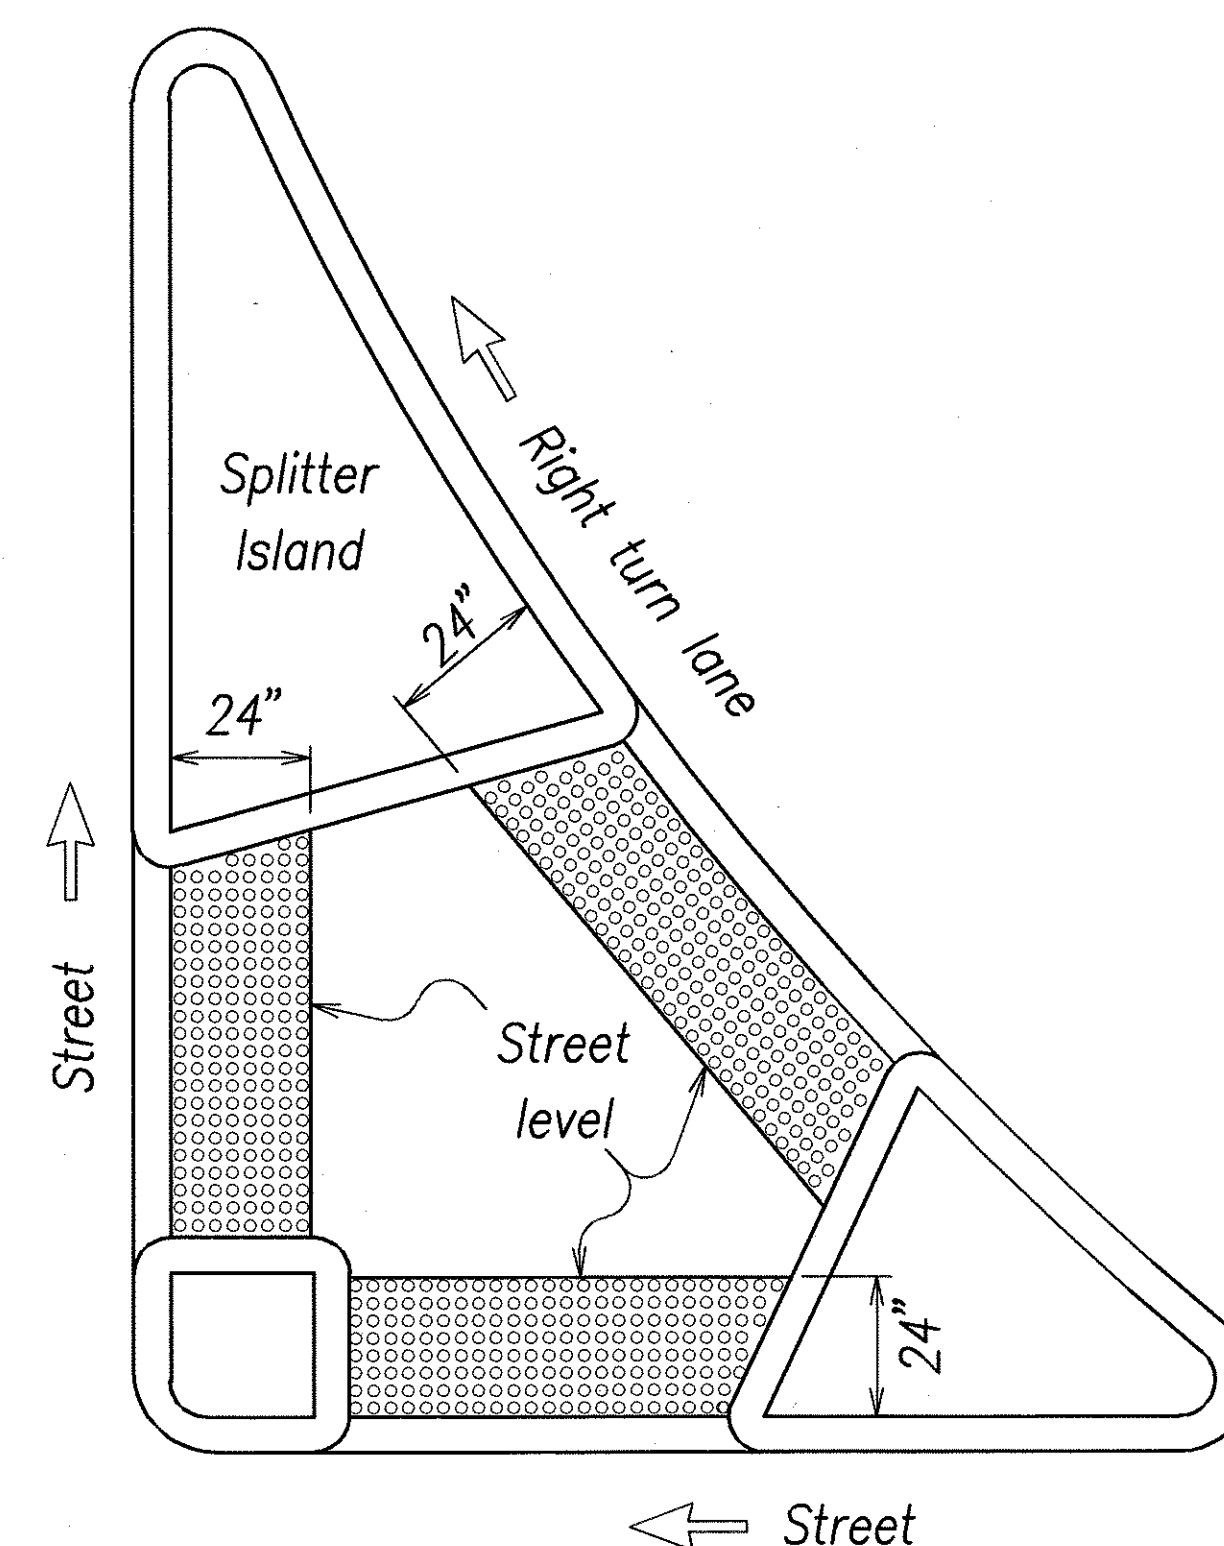 Splitter
Island
Right turn lane
24”
24”
Street
Street
level
24”
Street